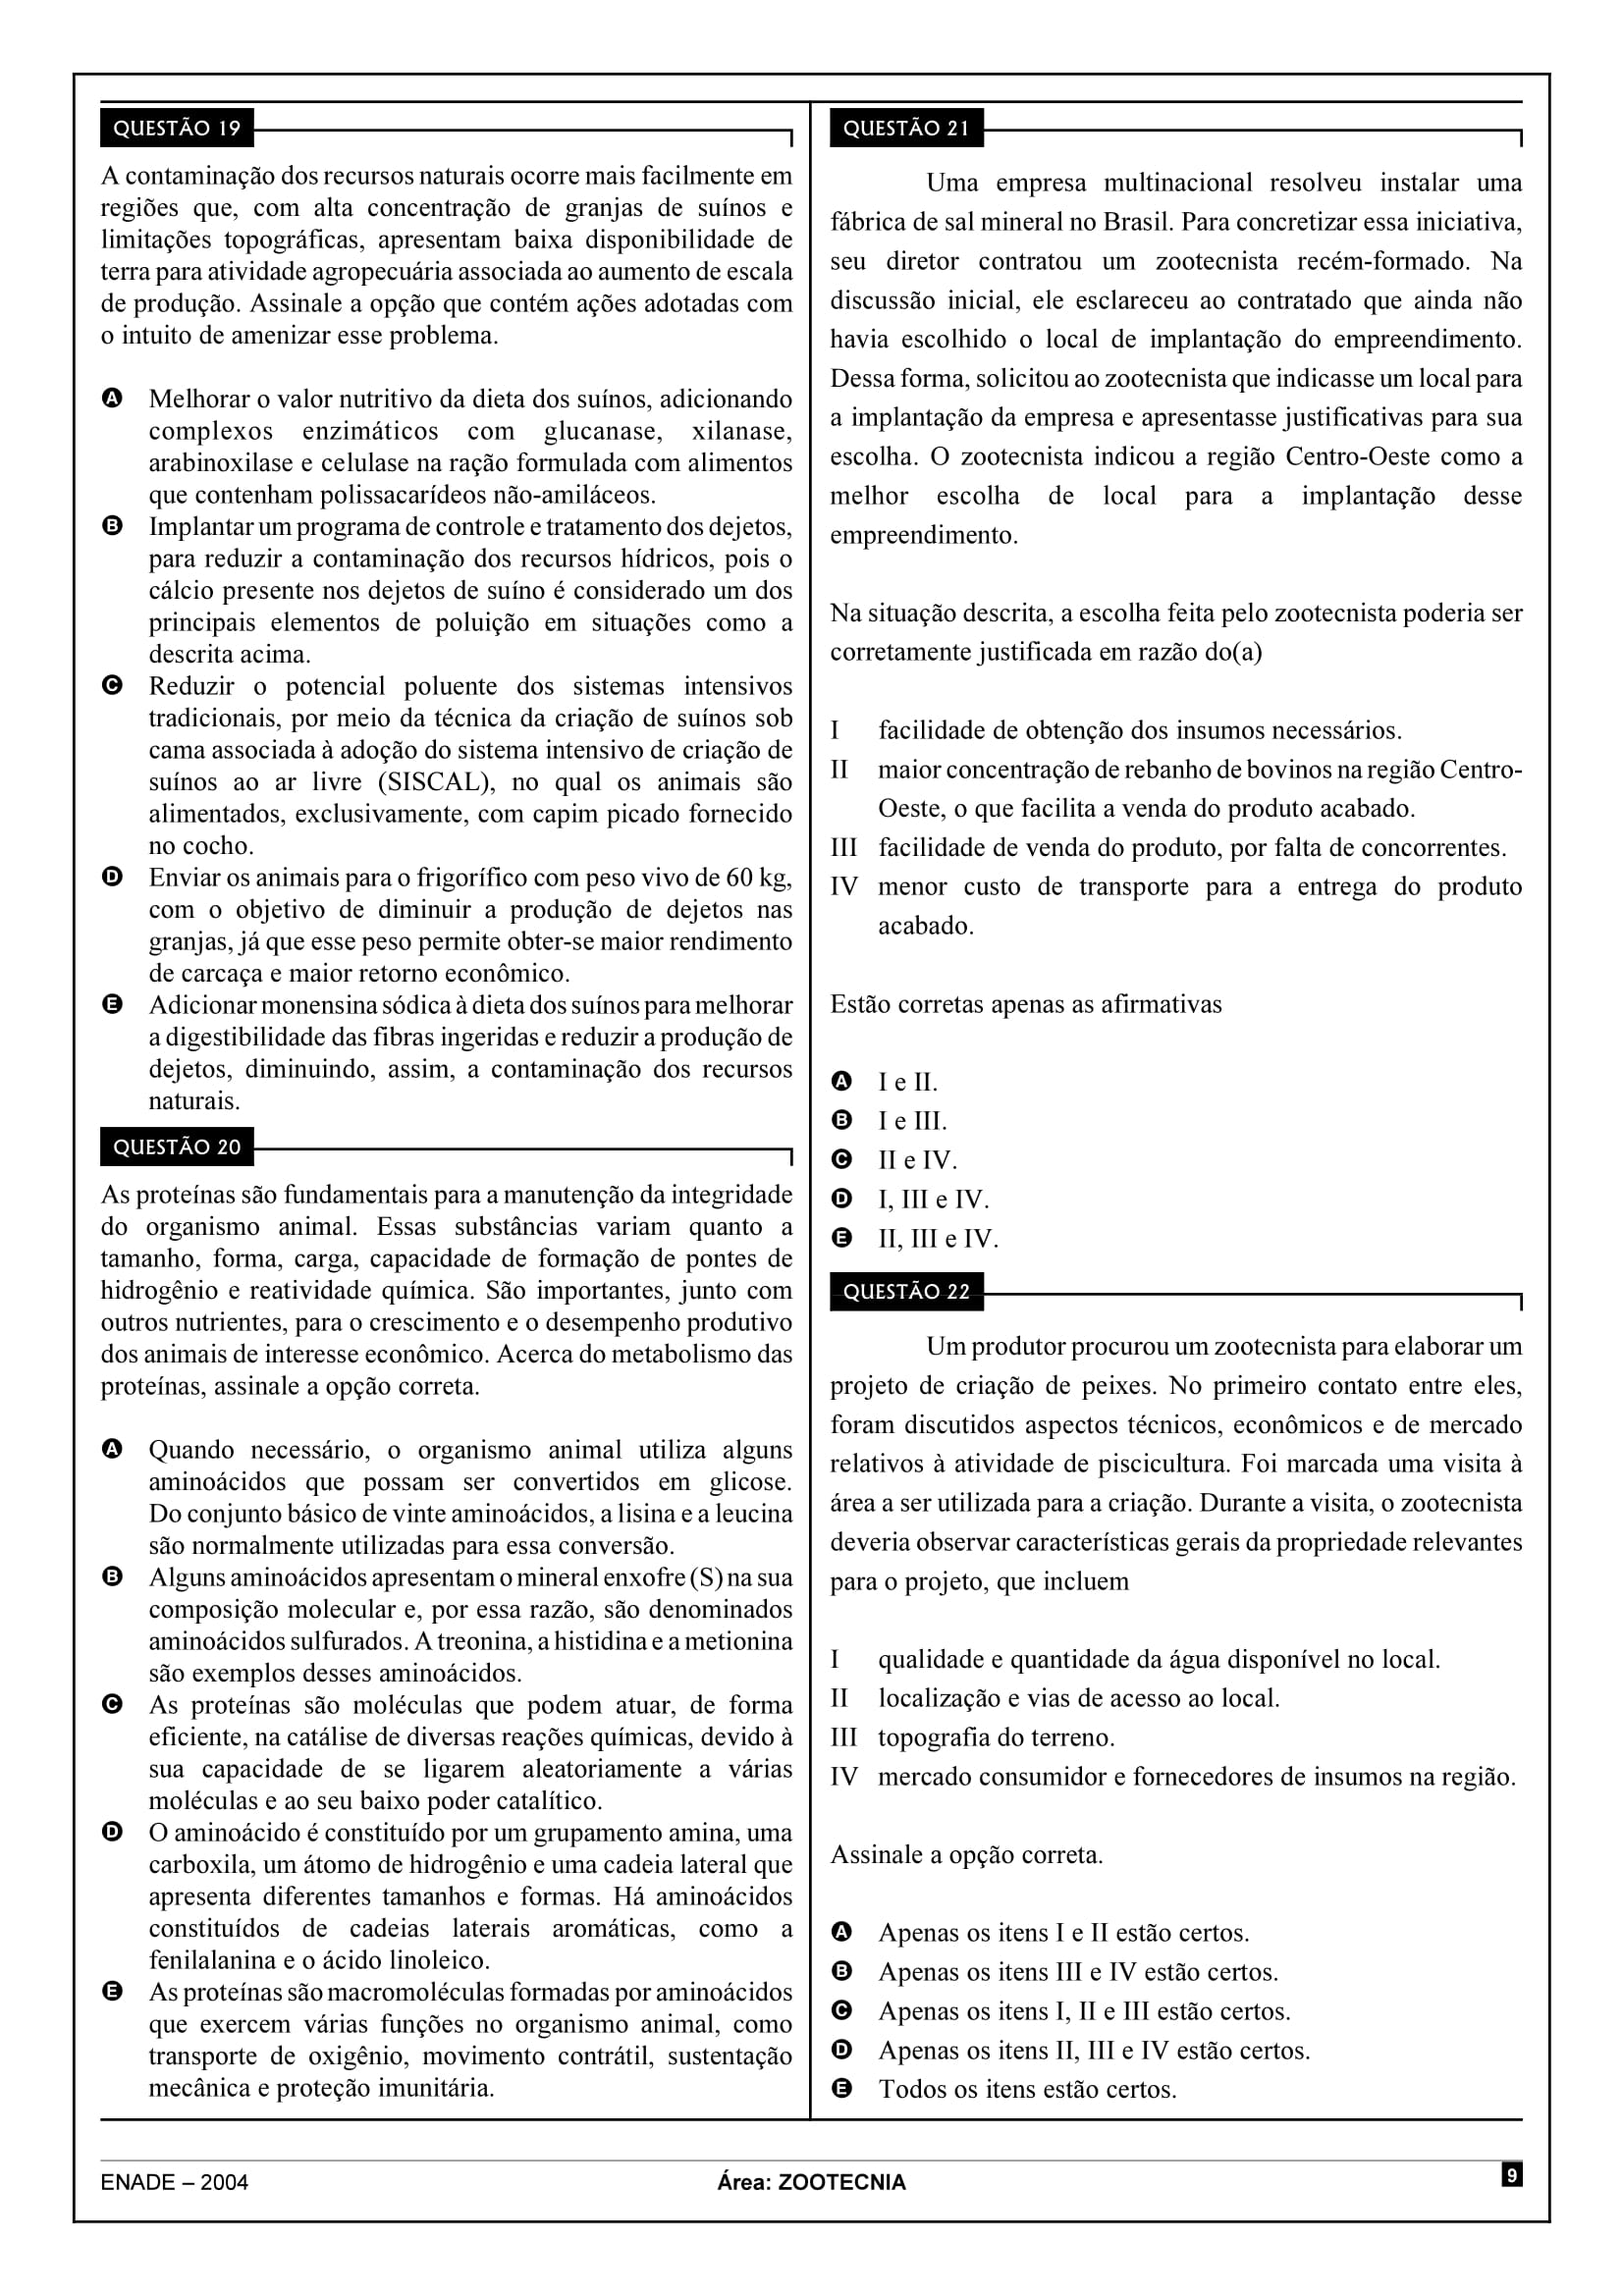 QUESTÃO 19
A contaminação dos recursos naturais ocorre mais facilmente em
regiões que, com alta concentração de granjas de suínos e
limitações topográficas, apresentam baixa disponibilidade de
terra para atividade agropecuária associada ao aumento de escala
de produção. Assinale a opção que contém ações adotadas com
o intuito de amenizar esse problema.
A Melhorar o valor nutritivo da dieta dos suínos, adicionando
complexos enzimáticos com glucanase, xilanase,
arabinoxilase e celulase na ração formulada com alimentos
que contenham polissacarídeos não-amiláceos.
B Implantar um programa de controle e tratamento dos dejetos,
para reduzir a contaminação dos recursos hídricos, pois o
cálcio presente nos dejetos de suíno é considerado um dos
principais elementos de poluição em situações como a
descrita acima.
C Reduzir o potencial poluente dos sistemas intensivos
tradicionais, por meio da técnica da criação de suínos sob
cama associada à adoção do sistema intensivo de criação de
suínos ao ar livre (SISCAL), no qual os animais são
alimentados, exclusivamente, com capim picado fornecido
no cocho.
D Enviar os animais para o frigorífico com peso vivo de 60 kg,
com o objetivo de diminuir a produção de dejetos nas
granjas, já que esse peso permite obter-se maior rendimento
de carcaça e maior retorno econômico.
E Adicionar monensina sódica à dieta dos suínos para melhorar
a digestibilidade das fibras ingeridas e reduzir a produção de
dejetos, diminuindo, assim, a contaminação dos recursos
naturais.
QUESTÃO 20
As proteínas são fundamentais para a manutenção da integridade
do organismo animal. Essas substâncias variam quanto a
tamanho, forma, carga, capacidade de formação de pontes de
hidrogênio e reatividade química. São importantes, junto com
outros nutrientes, para o crescimento e o desempenho produtivo
dos animais de interesse econômico. Acerca do metabolismo das
proteínas, assinale a opção correta.
A Quando necessário, o organismo animal utiliza alguns
aminoácidos que possam ser convertidos em glicose.
Do conjunto básico de vinte aminoácidos, a lisina e a leucina
são normalmente utilizadas para essa conversão.
B Alguns aminoácidos apresentam o mineral enxofre (S) na sua
composição molecular e, por essa razão, são denominados
aminoácidos sulfurados. A treonina, a histidina e a metionina
são exemplos desses aminoácidos.
C As proteínas são moléculas que podem atuar, de forma
eficiente, na catálise de diversas reações químicas, devido à
sua capacidade de se ligarem aleatoriamente a várias
moléculas e ao seu baixo poder catalítico.
D O aminoácido é constituído por um grupamento amina, uma
carboxila, um átomo de hidrogênio e uma cadeia lateral que
apresenta diferentes tamanhos e formas. Há aminoácidos
constituídos de cadeias laterais aromáticas, como a
fenilalanina e o ácido linoleico.
E As proteínas são macromoléculas formadas por aminoácidos
que exercem várias funções no organismo animal, como
transporte de oxigênio, movimento contrátil, sustentação
mecânica e proteção imunitária.
QUESTÃO 21
Uma empresa multinacional resolveu instalar uma
fábrica de sal mineral no Brasil. Para concretizar essa iniciativa,
seu diretor contratou um zootecnista recém-formado. Na
discussão inicial, ele esclareceu ao contratado que ainda não
havia escolhido o local de implantação do empreendimento.
Dessa forma, solicitou ao zootecnista que indicasse um local para
a implantação da empresa e apresentasse justificativas para sua
escolha. O zootecnista indicou a região Centro-Oeste como a
melhor escolha de local para a implantação desse
empreendimento.
Na situação descrita, a escolha feita pelo zootecnista poderia ser
corretamente justificada em razão do(a)
I facilidade de obtenção dos insumos necessários.
II maior concentração de rebanho de bovinos na região Centro-
Oeste, o que facilita a venda do produto acabado.
III facilidade de venda do produto, por falta de concorrentes.
IV menor custo de transporte para a entrega do produto
acabado.
Estão corretas apenas as afirmativas
A I e II.
B I e III.
C II e IV.
D I, III e IV.
E II, III e IV.
QUESTÃO 22
Um produtor procurou um zootecnista para elaborar um
projeto de criação de peixes. No primeiro contato entre eles,
foram discutidos aspectos técnicos, econômicos e de mercado
relativos à atividade de piscicultura. Foi marcada uma visita à
área a ser utilizada para a criação. Durante a visita, o zootecnista
deveria observar características gerais da propriedade relevantes
para o projeto, que incluem
I qualidade e quantidade da água disponível no local.
II localização e vias de acesso ao local.
III topografia do terreno.
IV mercado consumidor e fornecedores de insumos na região.
Assinale a opção correta.
A Apenas os itens I e II estão certos.
B Apenas os itens III e IV estão certos.
C Apenas os itens I, II e III estão certos.
D Apenas os itens II, III e IV estão certos.
E Todos os itens estão certos.
ENADE – 2004
Área: ZOOTECNIA
9